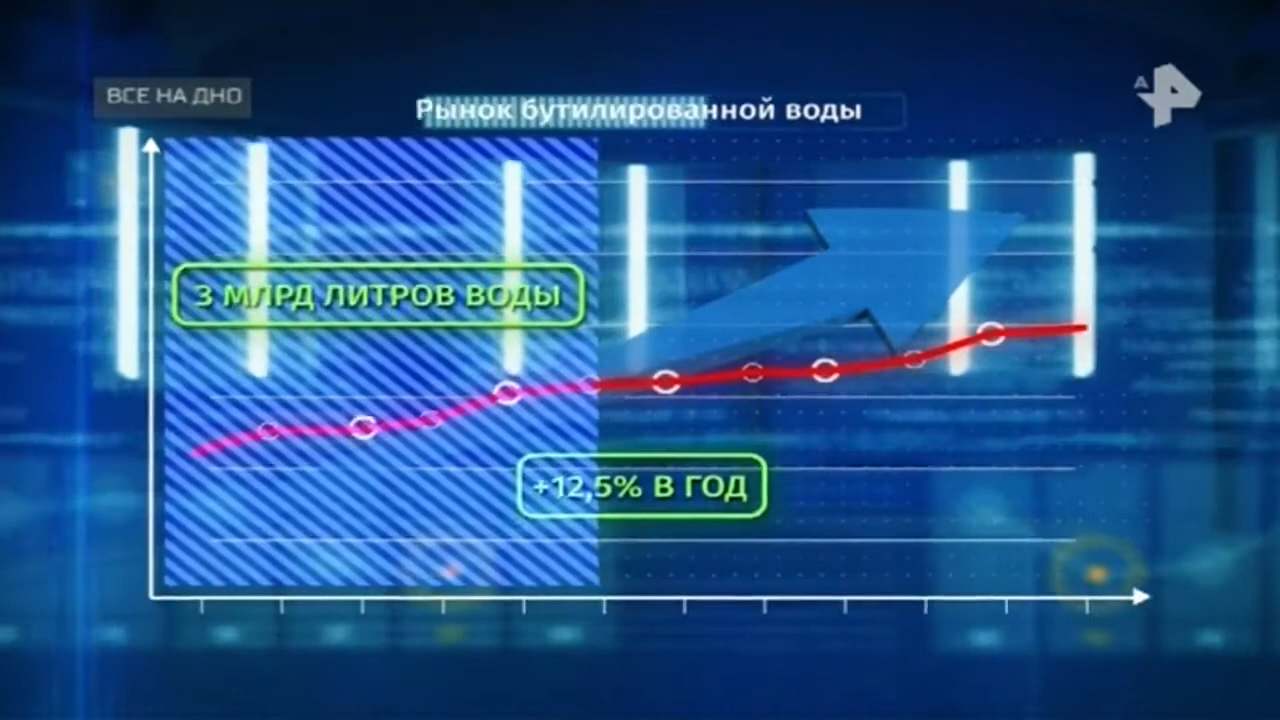 ВСЕ НА ДНО
Рынок бутилированной воды
3 МЛРД ЛИТРОВ ВОДЫ
+12,5% В ГОД